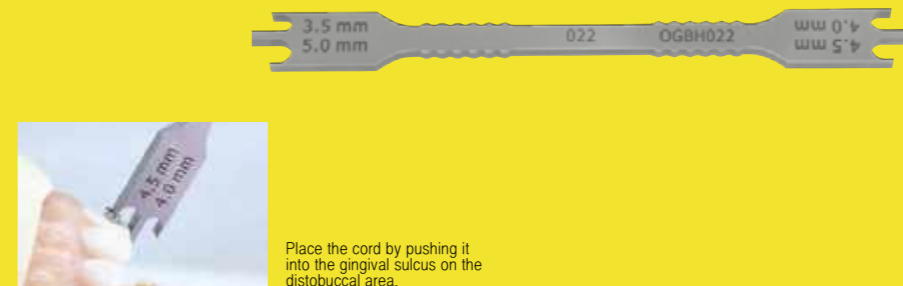 3.5 mm
5.0 mm
022
OGBH022
4.0 mm
4.5 mm
4.5 mm
4.0 mm
Place the cord by pushing it
into the gingival sulcus on the
distobuccal area.